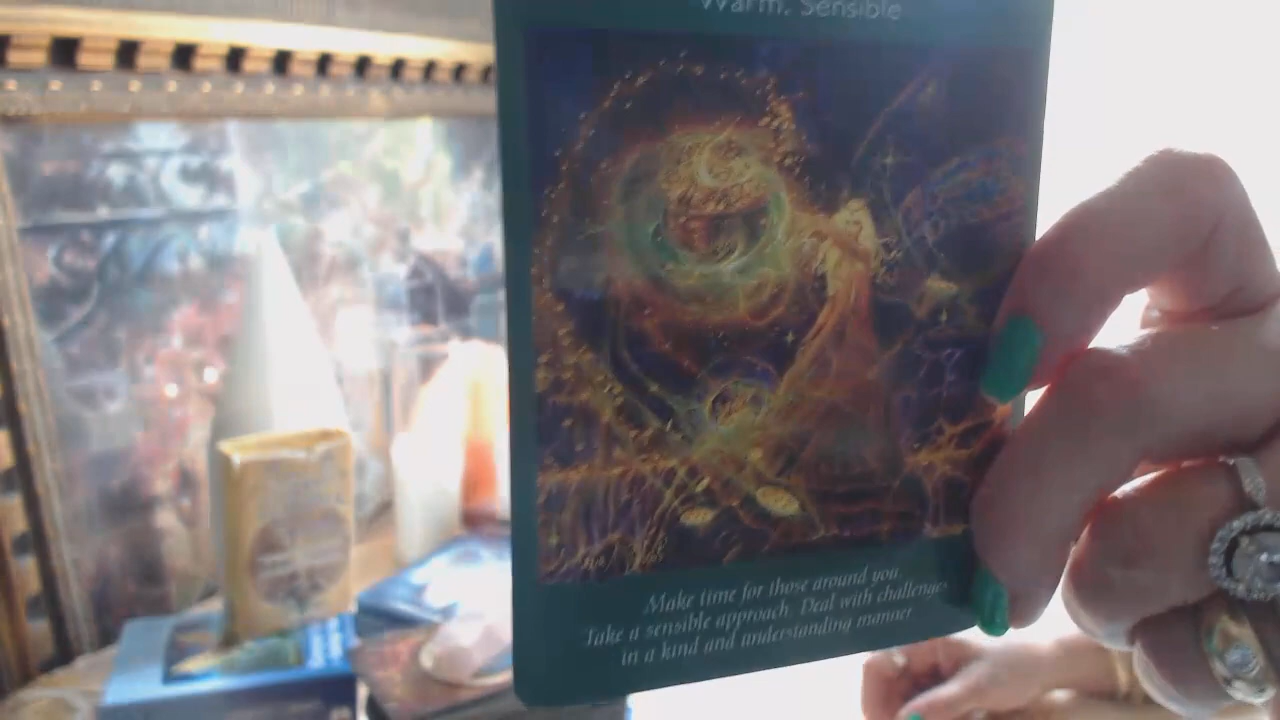 Warm, Sensible
Make time for those around you.
Take a sensible approach. Deal with challenges
in a kind and understanding manner